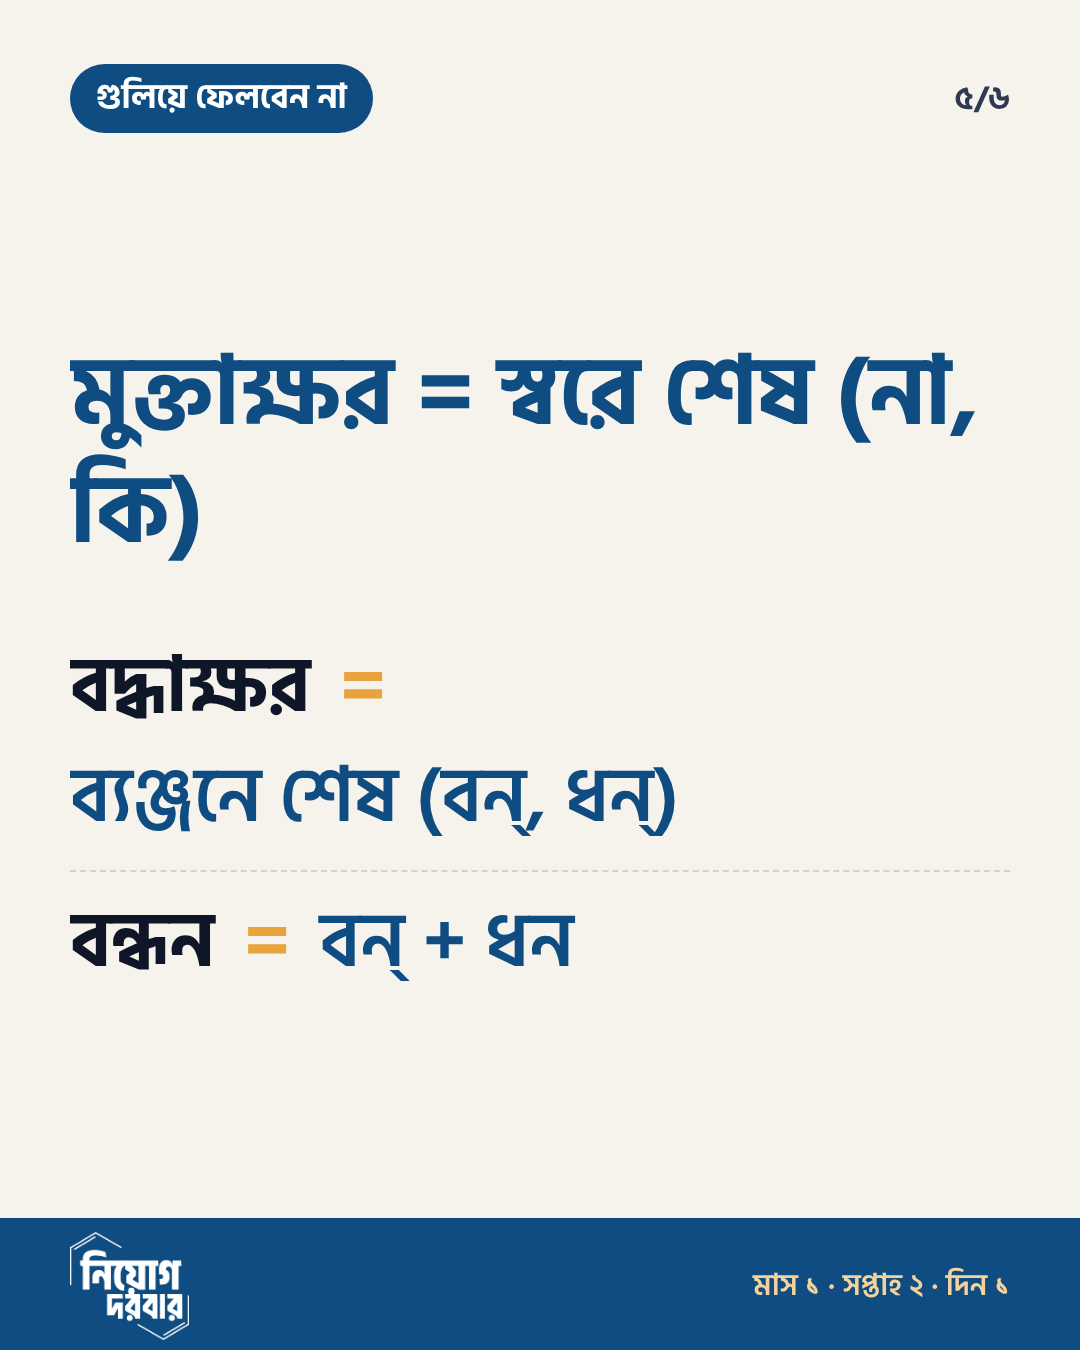 গুলিয়ে ফেলবেন না
৫/৬
মুক্তাক্ষর = স্বরে শেষ (না,
কি)
বদ্ধাক্ষর =
ব্যঞ্জনে শেষ (বন্, ধন্)
বন্ধন = বন্ + ধন
নিয়োগ
দরবার
মাস ১ · সপ্তাহ ২ · দিন ১